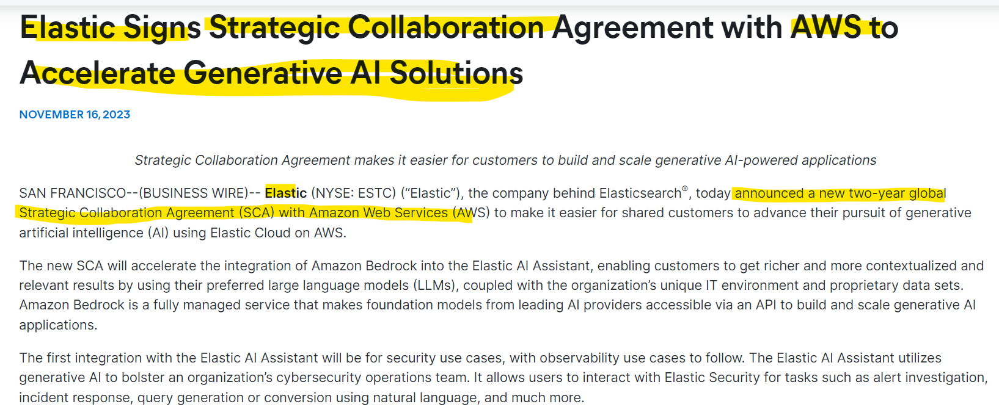 Elastic Signs Strategic Collaboration Agreement with AWS to
Accelerate Generative AI Solutions
NOVEMBER 16, 2023
Strategic Collaboration Agreement makes it easier for customers to build and scale generative AI-powered applications
SAN FRANCISCO--(BUSINESS WIRE)-- Elastic (NYSE: ESTC) (“Elastic”), the company behind Elasticsearch®, today announced a new two-year global
Strategic Collaboration Agreement (SCA) with Amazon Web Services (AWS) to make it easier for shared customers to advance their pursuit of generative
artificial intelligence (AI) using Elastic Cloud on AWS.
The new SCA will accelerate the integration of Amazon Bedrock into the Elastic AI Assistant, enabling customers to get richer and more contextualized and
relevant results by using their preferred large language models (LLMs), coupled with the organization’s unique IT environment and proprietary data sets.
Amazon Bedrock is a fully managed service that makes foundation models from leading AI providers accessible via an API to build and scale generative AI
applications.
The first integration with the Elastic AI Assistant will be for security use cases, with observability use cases to follow. The Elastic AI Assistant utilizes
generative AI to bolster an organization’s cybersecurity operations team. It allows users to interact with Elastic Security for tasks such as alert investigation,
incident response, query generation or conversion using natural language, and much more.